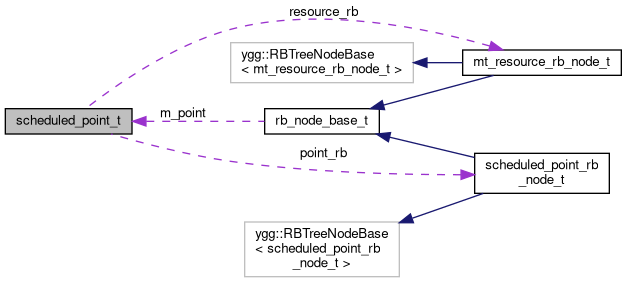 resource_rb
ygg::RBTreeNodeBase
< mt_resource_rb_node_t >
mt_resource_rb_node_t
scheduled_point_t
m_point
rb_node_base_t
point_rb
scheduled_point_rb
_node_t
ygg::RBTreeNodeBase
< scheduled_point_rb
_node_t >